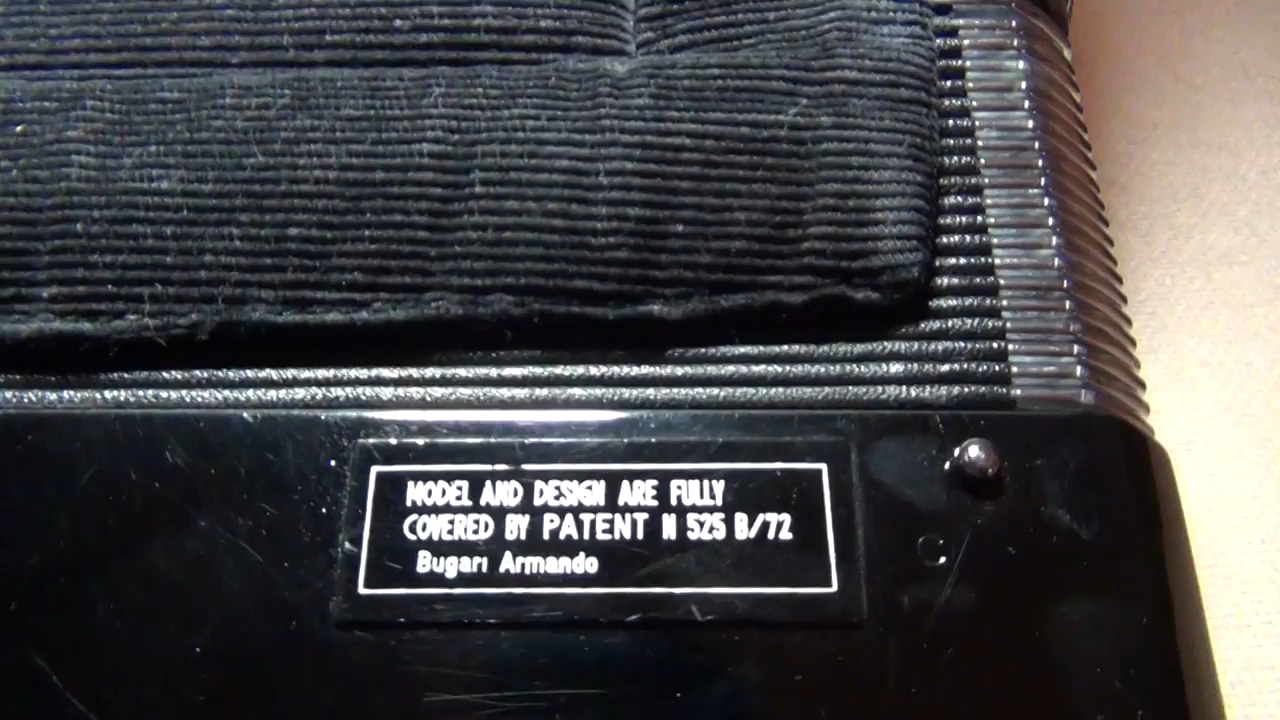 MODEL AND DESIGN ARE FULLY
COVERED BY PATENT N 525 B/72
Bugari Armando